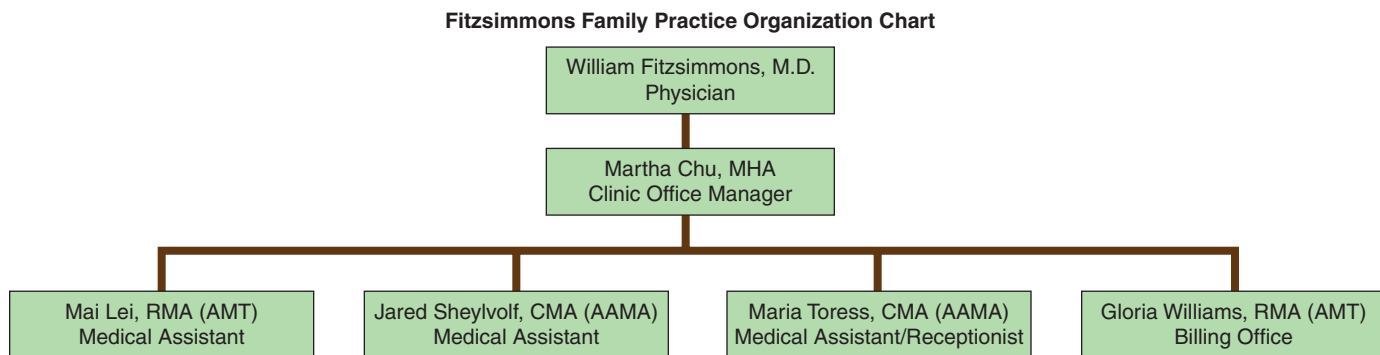 Fitzsimmons Family Practice Organization Chart
William Fitzsimmons, M.D.
Physician
Martha Chu, MHA
Clinic Office Manager
Mai Lei, RMA (AMT)
Medical Assistant
Jared Sheylvolf, CMA (AAMA)
Medical Assistant
Maria Toress, CMA (AAMA)
Medical Assistant/Receptionist
Gloria Williams, RMA (AMT)
Billing Office